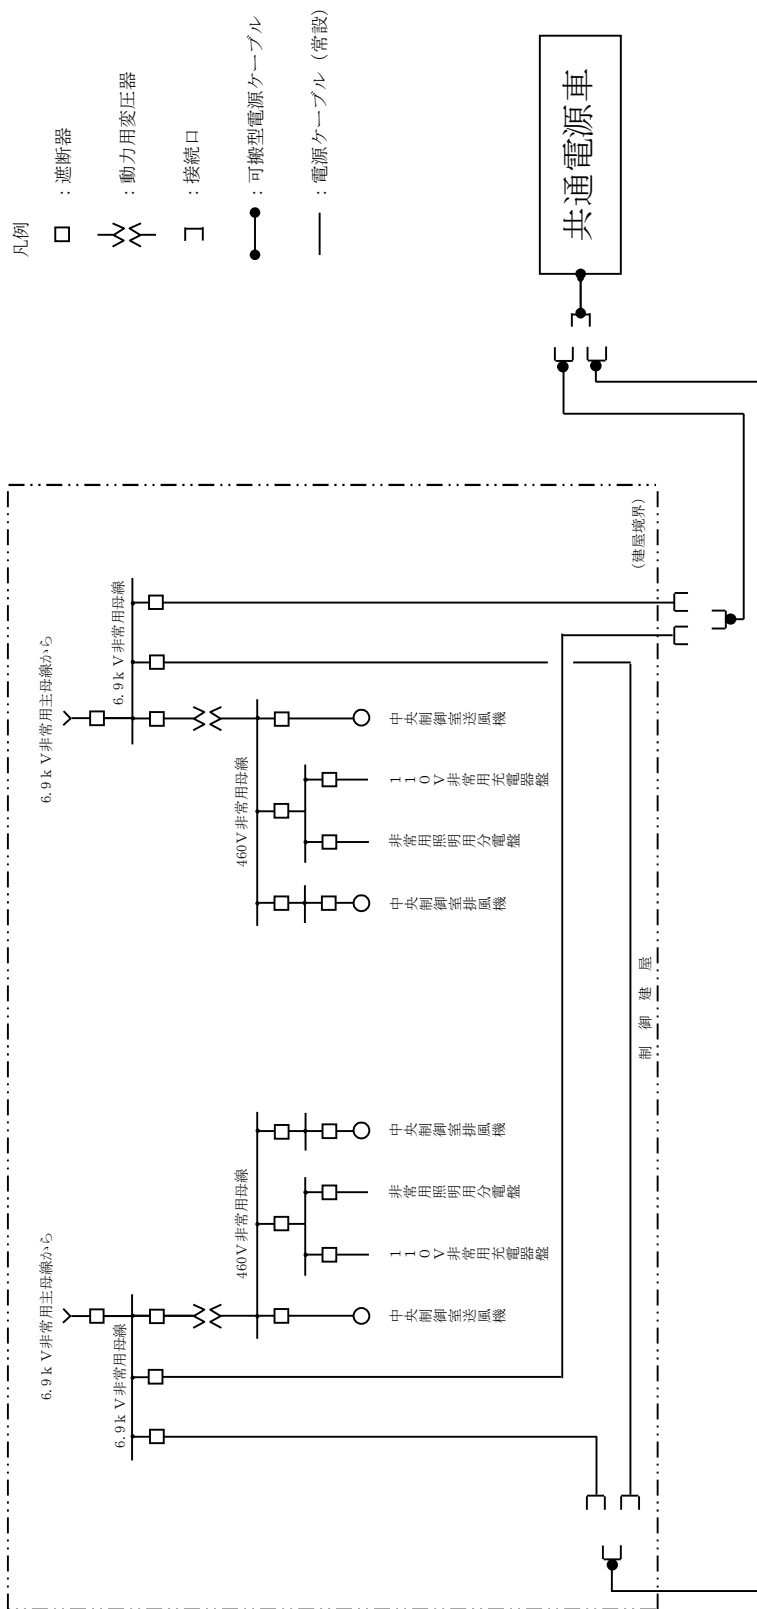 6.9kV非常用主母線から
6.9kV非常用主母線から
6.9kV非常用母線
6.9kV非常用母線
460V非常用母線
460V非常用母線
中央制御室送風機
110V非常用充電器盤
非常用照明用分電盤
中央制御室排風機
中央制御室排風機
非常用照明用分電盤
110V非常用充電器盤
中央制御室送風機
制御建屋
(建屋境界)
凡例
：遮断器
：動力用変圧器
：接続口
：可搬型電源ケーブル
：電源ケーブル（常設）
共通電源車